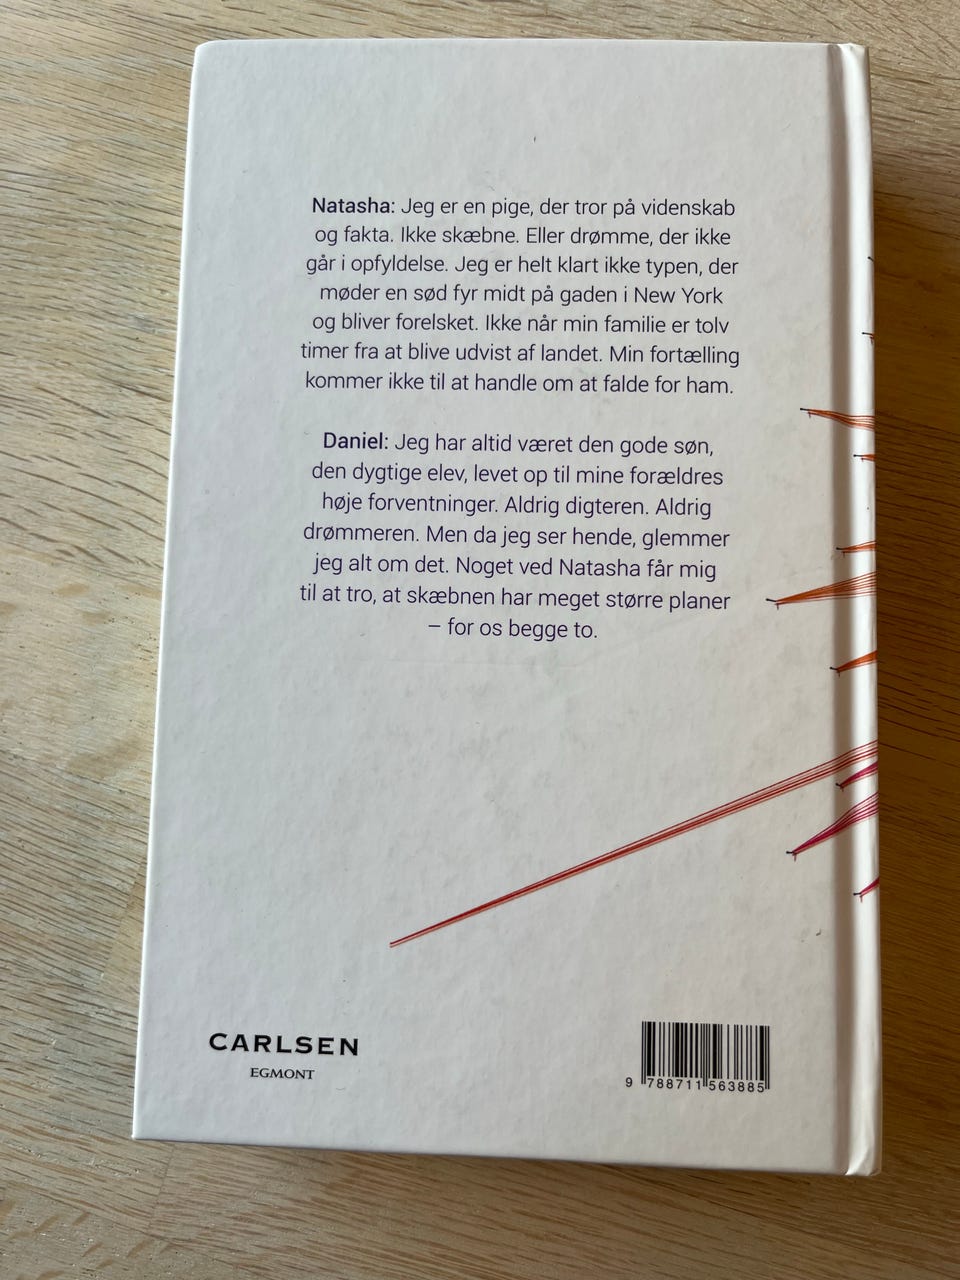 Natasha: Jeg er en pige, der tror på videnskab
og fakta. Ikke skæbne. Eller drømme, der ikke
går i opfyldelse. Jeg er helt klart ikke typen, der
møder en sød fyr midt på gaden i New York
og bliver forelsket. Ikke når min familie er tolv
timer fra at blive udvist af landet. Min fortælling
kommer ikke til at handle om at falde for ham.
Daniel: Jeg har altid været den gode søn,
den dygtige elev, levet op til mine forældres
høje forventninger. Aldrig digteren. Aldrig
drømmeren. Men da jeg ser hende, glemmer
jeg alt om det. Noget ved Natasha får mig
til at tro, at skæbnen har meget større planer
– for os begge to.
CARLSEN
EGMONT
9 788711 563885